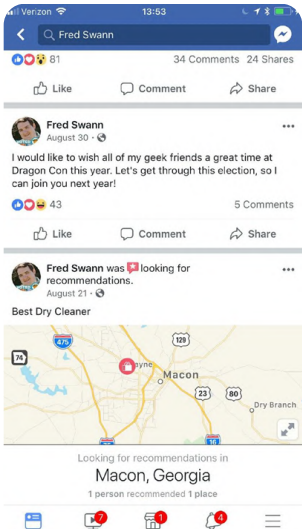 Verizon 13:53
Fred Swann
81 34 Comments 24 Shares
Like Comment Share
Fred Swann
August 30 ·
I would like to wish all of my geek friends a great time at
Dragon Con this year. Let's get through this election, so I
can join you next year!
43 5 Comments
Like Comment Share
Fred Swann was looking for
recommendations.
August 21 ·
Best Dry Cleaner
475
129
74
ayne
Macon
23
80
Dry Branch
16
Looking for recommendations in
Macon, Georgia
1 person recommended 1 place
7 1 4